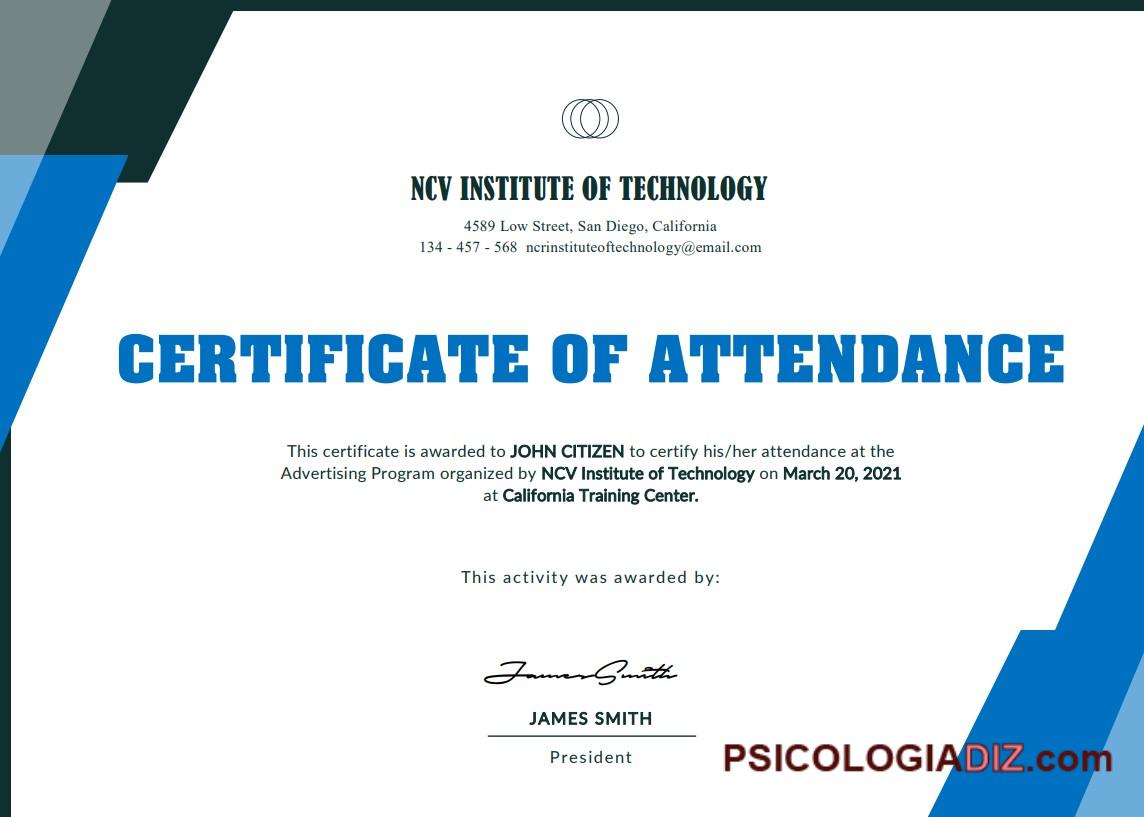 NCV INSTITUTE OF TECHNOLOGY
4589 Low Street, San Diego, California
134 - 457 - 568 ncrinstituteoftechnology@email.com
CERTIFICATE OF ATTENDANCE
This certificate is awarded to JOHN CITIZEN to certify his/her attendance at the
Advertising Program organized by NCV Institute of Technology on March 20, 2021
at California Training Center.
This activity was awarded by:
James Smith
JAMES SMITH
President
PSICOLOGIADIZ.com